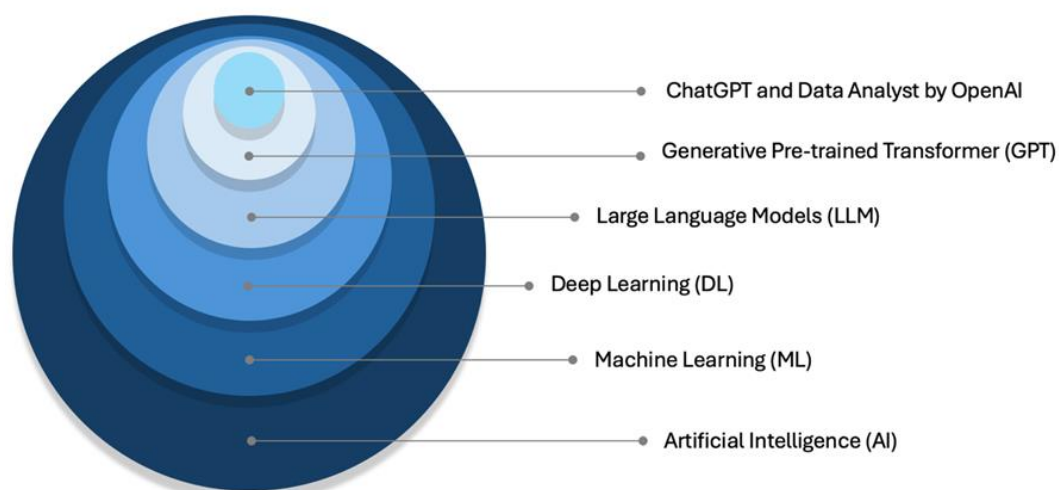 ChatGPT and Data Analyst by OpenAI
Generative Pre-trained Transformer (GPT)
Large Language Models (LLM)
Deep Learning (DL)
Machine Learning (ML)
Artificial Intelligence (AI)